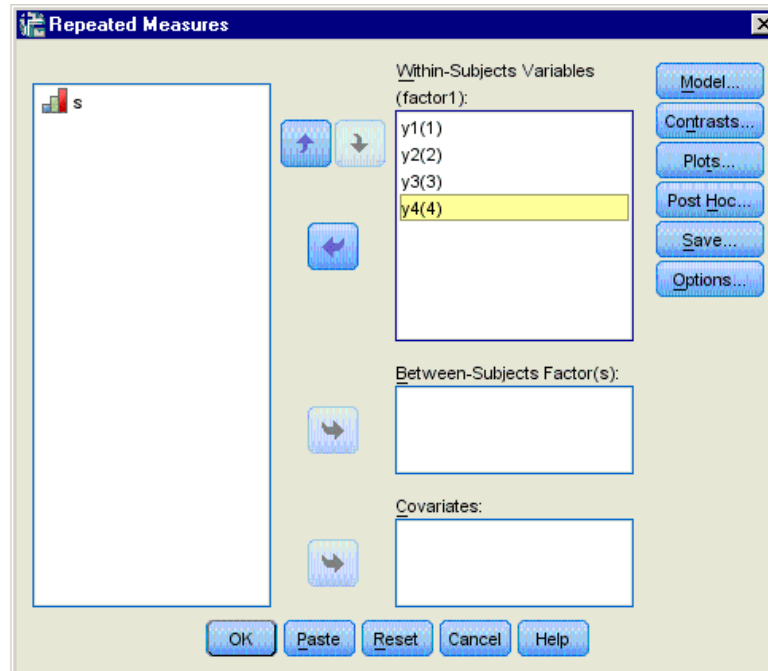 Repeated Measures
s
Within-Subjects Variables
(factor1):
y1(1)
y2(2)
y3(3)
y4(4)
Model...
Contrasts...
Plots...
Post Hoc...
Save...
Options...
Between-Subjects Factor(s):
Covariates:
OK
Paste
Reset
Cancel
Help